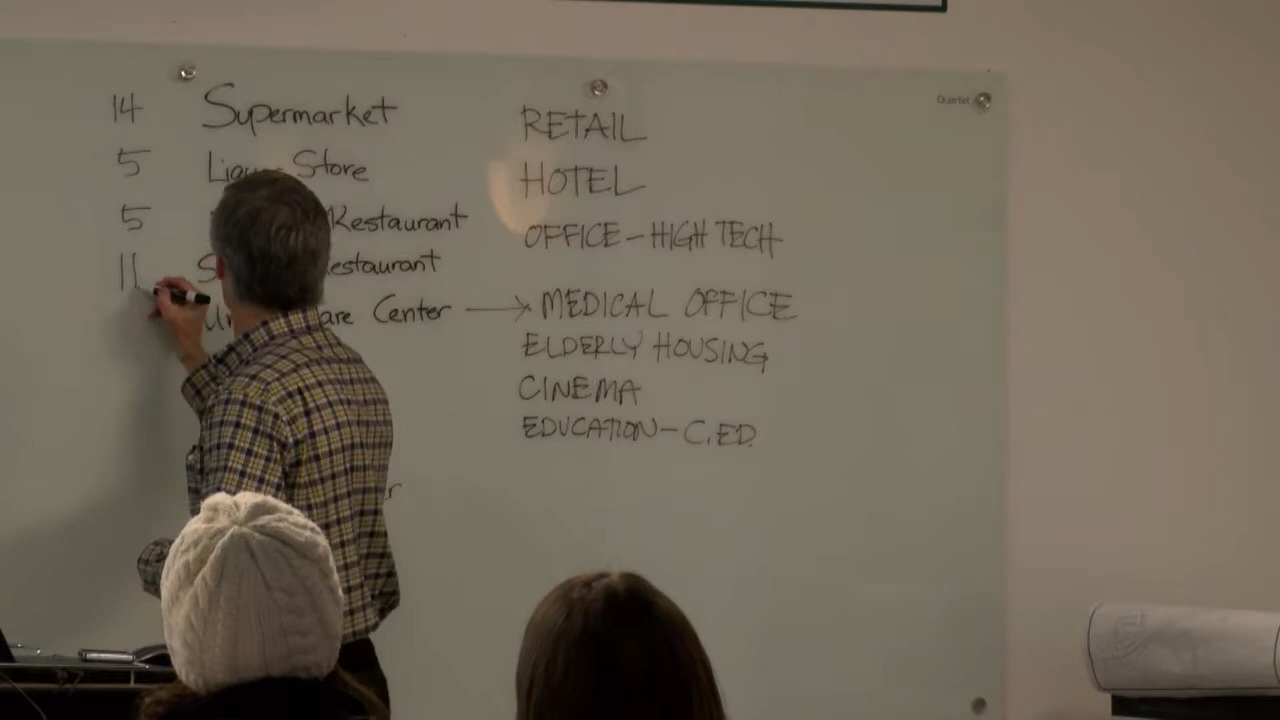 14 Supermarket RETAIL
5 Store HOTEL
5 Restaurant OFFICE - HIGH TECH
11
Center → MEDICAL OFFICE
ELDERLY HOUSING
CINEMA
EDUCATION - C.ED.
Quartet